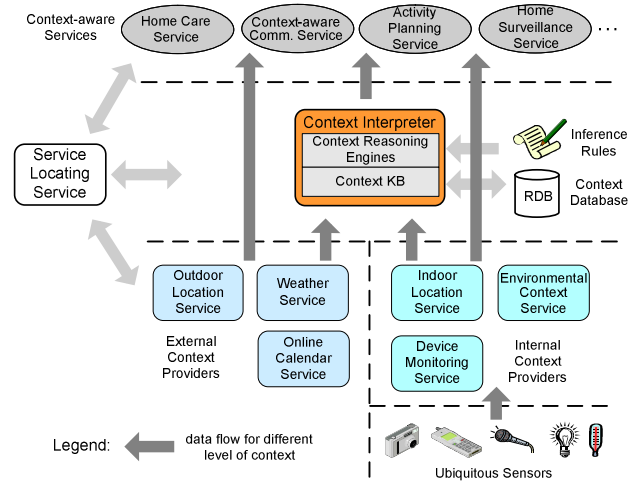 Context-aware
Services
Home Care
Service
Context-aware
Comm. Service
Activity
Planning
Service
Home
Surveillance
Service
...
Context Interpreter
Context Reasoning
Engines
Context KB
Inference
Rules
RDB
Context
Database
Service
Locating
Service
Outdoor
Location
Service
Weather
Service
Indoor
Location
Service
Environmental
Context Service
External
Context
Providers
Online
Calendar
Service
Device
Monitoring
Service
Internal
Context
Providers
Legend:
data flow for different
level of context
Ubiquitous Sensors